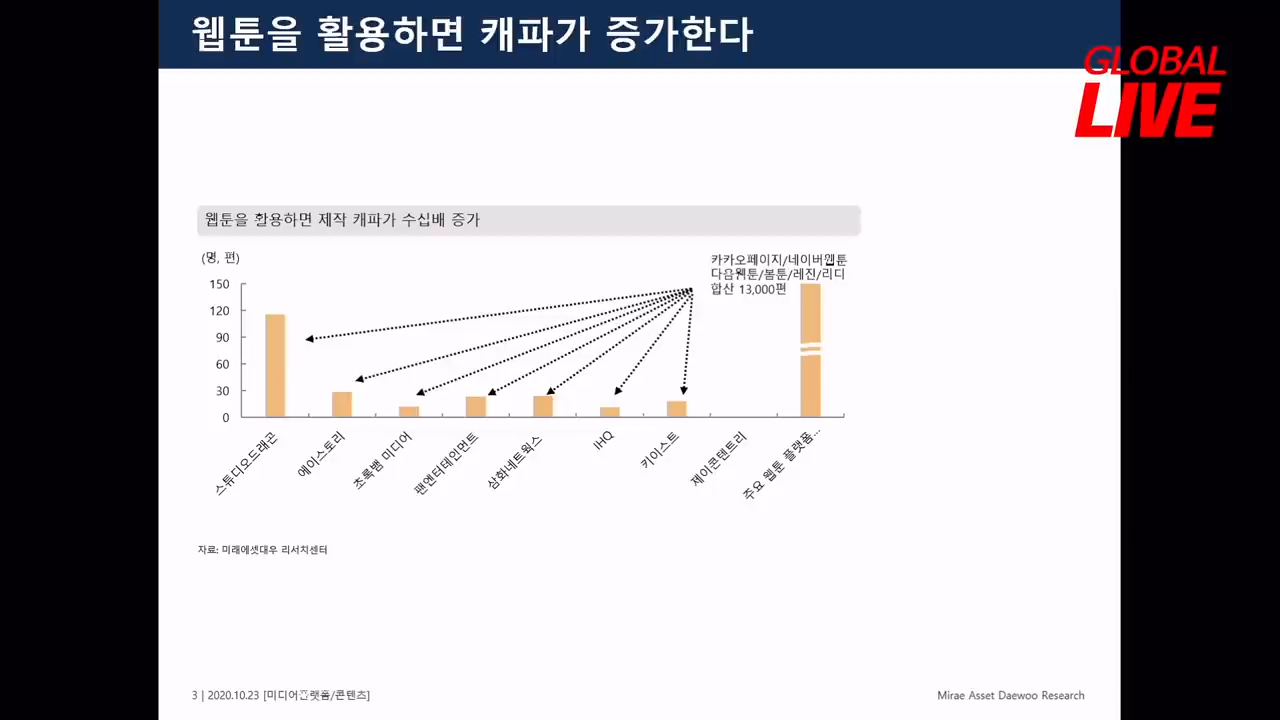 웹툰을 활용하면 캐파가 증가한다
GLOBAL
LIVE
웹툰을 활용하면 제작 캐파가 수십배 증가
(명, 편)
카카오페이지/네이버웹툰
다음웹툰/봄툰/레진/리디
합산 13,000편
150
120
90
60
30
0
스튜디오드래곤
에이스토리
초록뱀 미디어
팬엔터테인먼트
삼화네트웍스
IHQ
키이스트
제이콘텐트리
주요 웹툰 플랫폼...
자료: 미래에셋대우 리서치센터
3 | 2020.10.23 [미디어플랫폼/콘텐츠]
Mirae Asset Daewoo Research